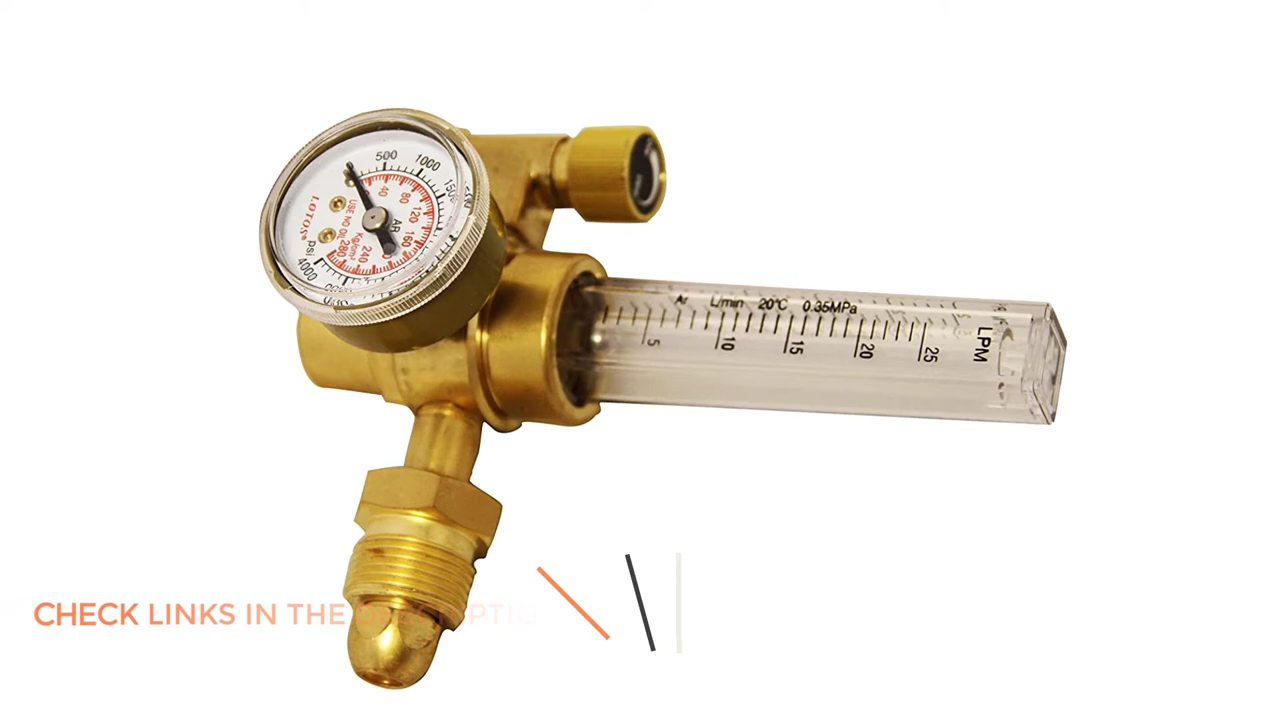 500
1000
40
80
120
160
240
280
AR
Kg/cm²
USE NO OIL
LOTOS®
psi
4000
Ar L/min 20°C 0.35MPa
5 10 15 20 25
LPM
CHECK LINKS IN THE